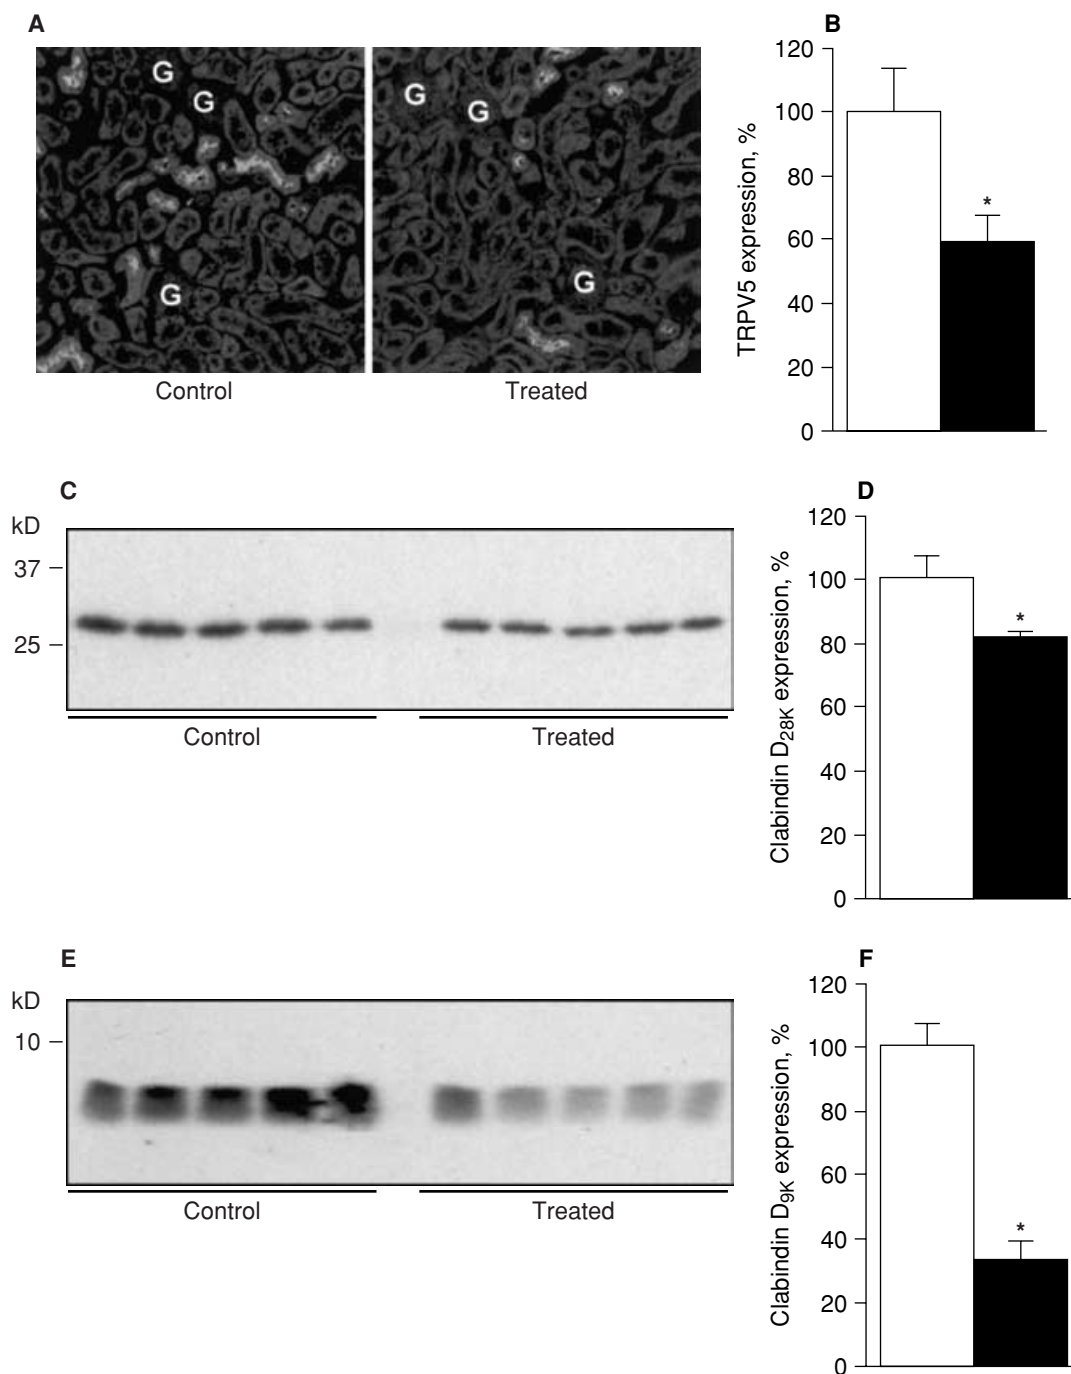 A
G
G
G
Control
G
G
G
Treated
B
TRPV5 expression, %
120
100
80
60
40
20
0
*
C
kD
37
25
Control
Treated
D
Clabindin D28K expression, %
120
100
80
60
40
20
0
*
E
kD
10
Control
Treated
F
Clabindin D9K expression, %
120
100
80
60
40
20
0
*